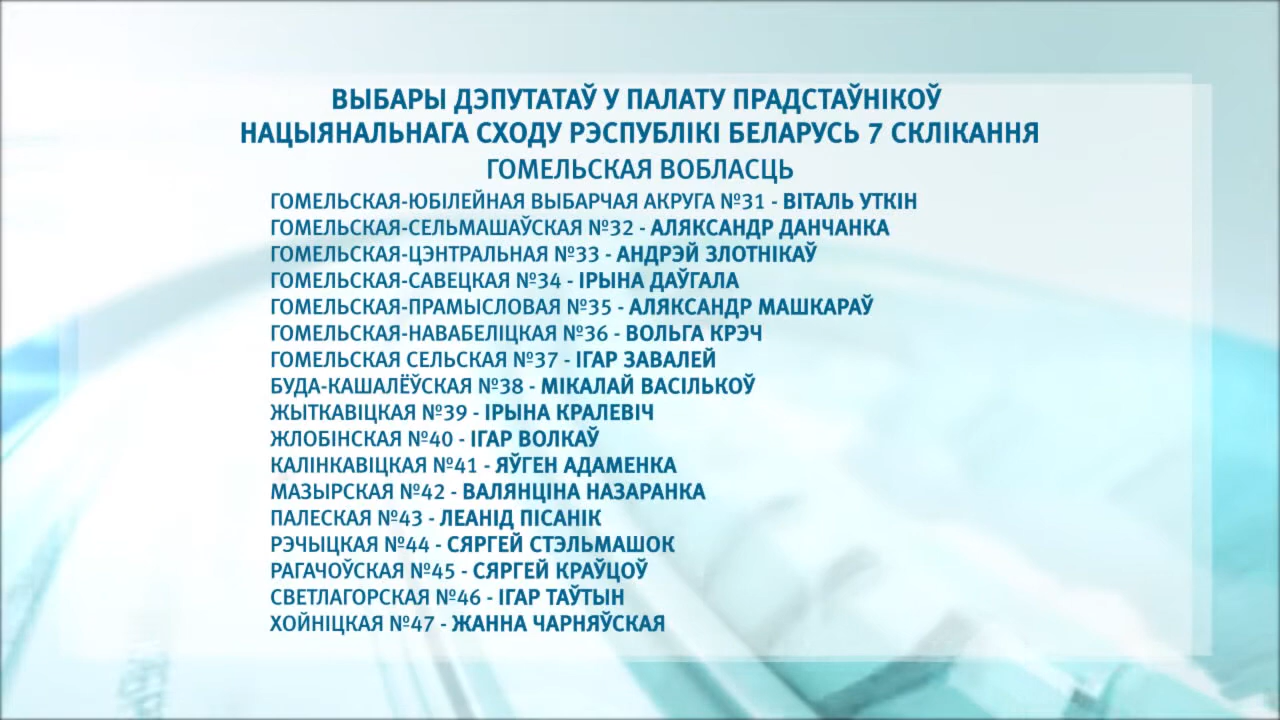 ВЫБАРЫ ДЭПУТАТАЎ У ПАЛАТУ ПРАДСТАЎНІКОЎ
НАЦЫЯНАЛЬНАГА СХОДУ РЭСПУБЛІКІ БЕЛАРУСЬ 7 СКЛІКАННЯ
ГОМЕЛЬСКАЯ ВОБЛАСЦЬ
ГОМЕЛЬСКАЯ-ЮБІЛЕЙНАЯ ВЫБАРЧАЯ АКРУГА №31 - ВІТАЛЬ УТКІН
ГОМЕЛЬСКАЯ-СЕЛЬМАШАЎСКАЯ №32 - АЛЯКСАНДР ДАНЧАНКА
ГОМЕЛЬСКАЯ-ЦЭНТРАЛЬНАЯ №33 - АНДРЭЙ ЗЛОТНІКАЎ
ГОМЕЛЬСКАЯ-САВЕЦКАЯ №34 - ІРЫНА ДАЎГАЛА
ГОМЕЛЬСКАЯ-ПРАМЫСЛОВАЯ №35 - АЛЯКСАНДР МАШКАРАЎ
ГОМЕЛЬСКАЯ-НАВАБЕЛІЦКАЯ №36 - ВОЛЬГА КРЭЧ
ГОМЕЛЬСКАЯ СЕЛЬСКАЯ №37 - ІГАР ЗАВАЛЕЙ
БУДА-КАШАЛЁЎСКАЯ №38 - МІКАЛАЙ ВАСІЛЬКОЎ
ЖЫТКАВІЦКАЯ №39 - ІРЫНА КРАЛЕВІЧ
ЖЛОБІНСКАЯ №40 - ІГАР ВОЛКАЎ
КАЛІНКАВІЦКАЯ №41 - ЯЎГЕН АДАМЕНКА
МАЗЫРСКАЯ №42 - ВАЛЯНЦІНА НАЗАРАНКА
ПАЛЕСКАЯ №43 - ЛЕАНІД ПІСАНІК
РЭЧЫЦКАЯ №44 - СЯРГЕЙ СТЭЛЬМАШОК
РАГАЧОЎСКАЯ №45 - СЯРГЕЙ КРАЎЦОЎ
СВЕТЛАГОРСКАЯ №46 - ІГАР ТАЎТЫН
ХОЙНІЦКАЯ №47 - ЖАННА ЧАРНЯЎСКАЯ